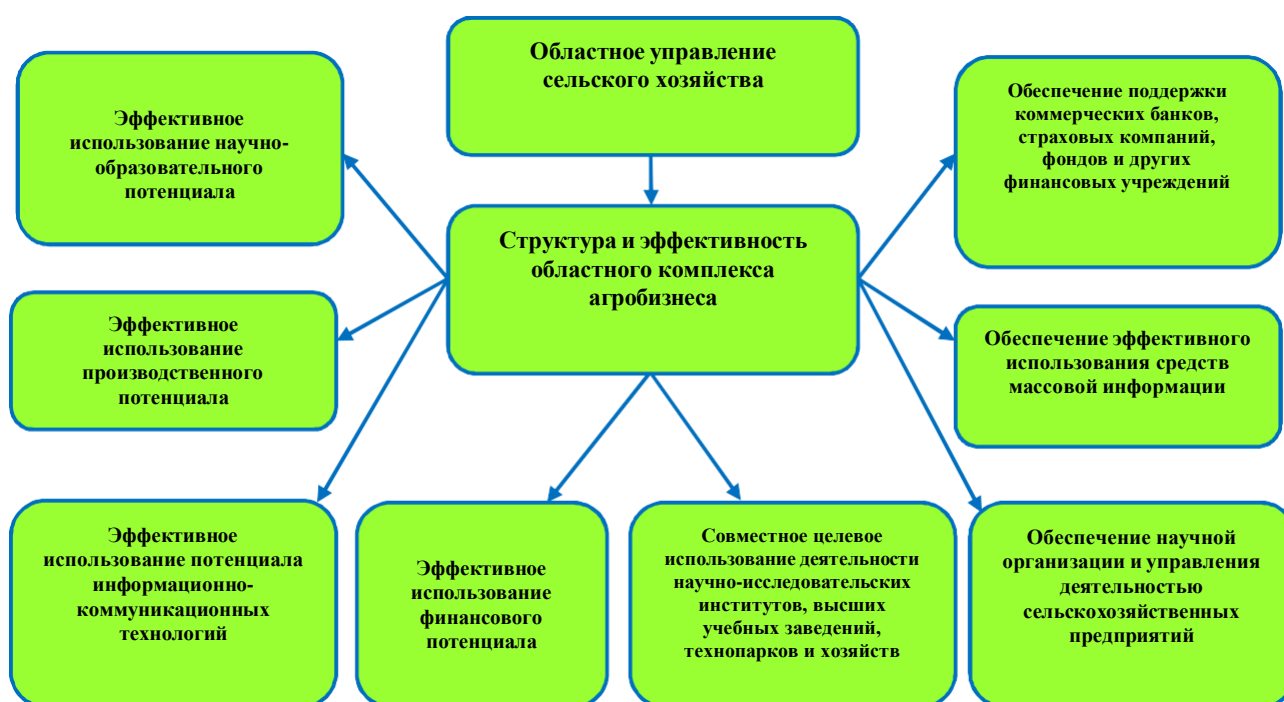 Областное управление
сельского хозяйства
Эффективное
использование научно-
образовательного
потенциала
Обеспечение поддержки
коммерческих банков,
страховых компаний,
фондов и других
финансовых учреждений
Структура и эффективность
областного комплекса
агробизнеса
Эффективное
использование
производственного
потенциала
Обеспечение эффективного
использования средств
массовой информации
Эффективное
использование потенциала
информационно-
коммуникационных
технологий
Эффективное
использование
финансового
потенциала
Совместное целевое
использование деятельности
научно-исследовательских
институтов, высших
учебных заведений,
технопарков и хозяйств
Обеспечение научной
организации и управления
деятельностью
сельскохозяйственных
предприятий